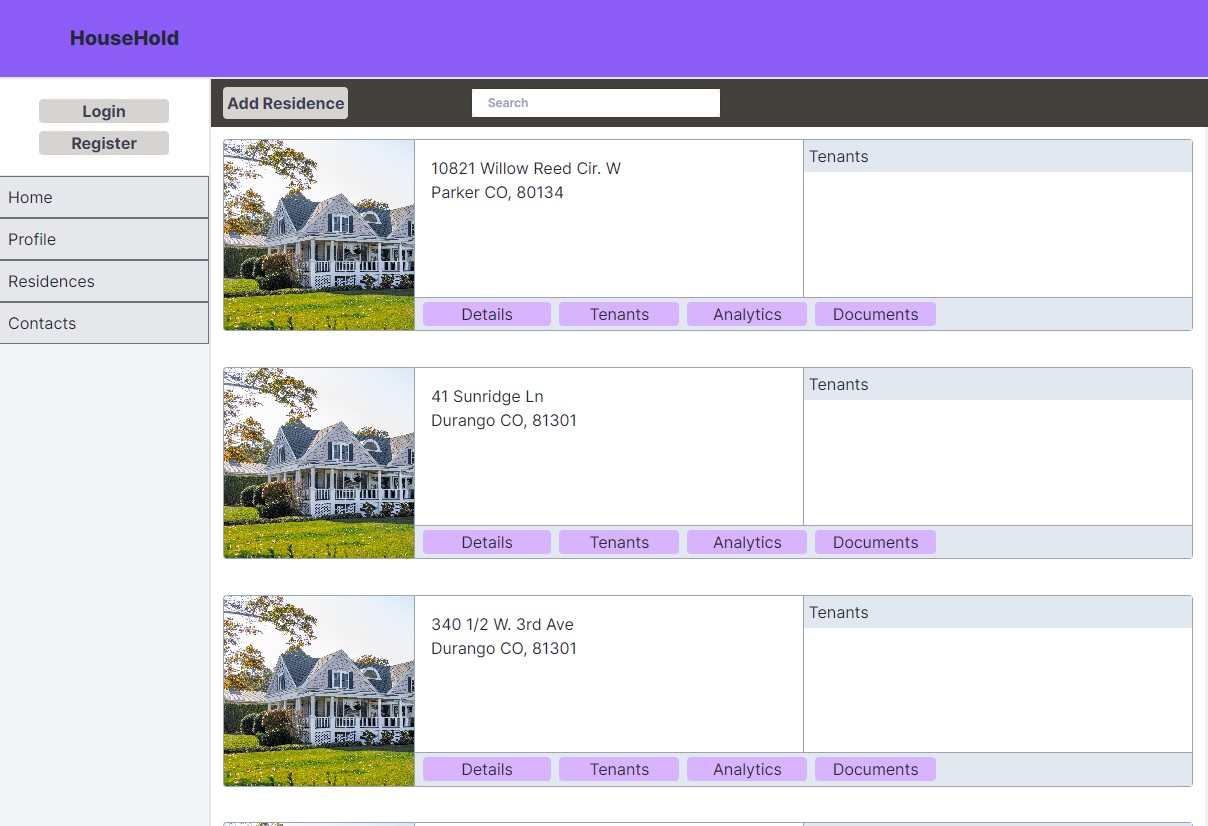 HouseHold
Login
Register
Home
Profile
Residences
Contacts
Add Residence
Search
10821 Willow Reed Cir. W
Parker CO, 80134
Tenants
Details
Tenants
Analytics
Documents
41 Sunridge Ln
Durango CO, 81301
Tenants
Details
Tenants
Analytics
Documents
340 1/2 W. 3rd Ave
Durango CO, 81301
Tenants
Details
Tenants
Analytics
Documents